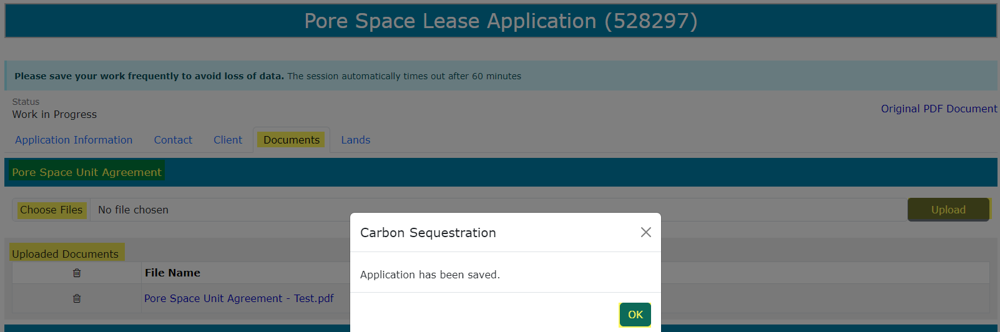 Pore Space Lease Application (528297)
Please save your work frequently to avoid loss of data. The session automatically times out after 60 minutes
Status
Work in Progress
Original PDF Document
Application Information Contact Client Documents Lands
Pore Space Unit Agreement
Choose Files No file chosen Upload
Uploaded Documents
File Name
Pore Space Unit Agreement - Test.pdf
Carbon Sequestration
Application has been saved.
OK